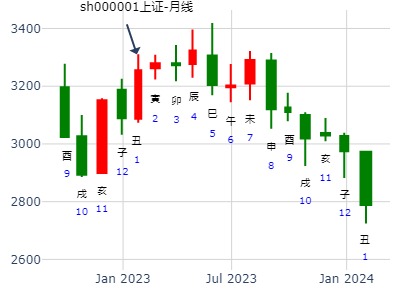 sh000001上证-月线
3400
3200
3000
2800
2600
酉
9
戌
10
亥
11
子
12
丑
1
寅
2
卯
3
辰
4
巳
5
午
6
未
7
申
8
酉
9
戌
10
亥
11
子
12
丑
1
Jan 2023
Jul 2023
Jan 2024